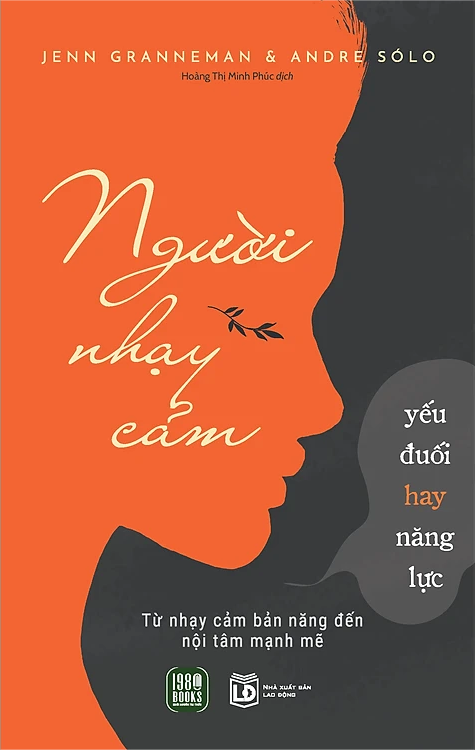 JENN GRANNEMAN & ANDRE SÓLO
Hoàng Thị Minh Phúc dịch
Người
nhạy
cảm
yếu
đuối
hay
năng
lực
Từ nhạy cảm bản năng đến
nội tâm mạnh mẽ
1980
BOOKS
LĐ
NHÀ XUẤT BẢN
LAO ĐỘNG